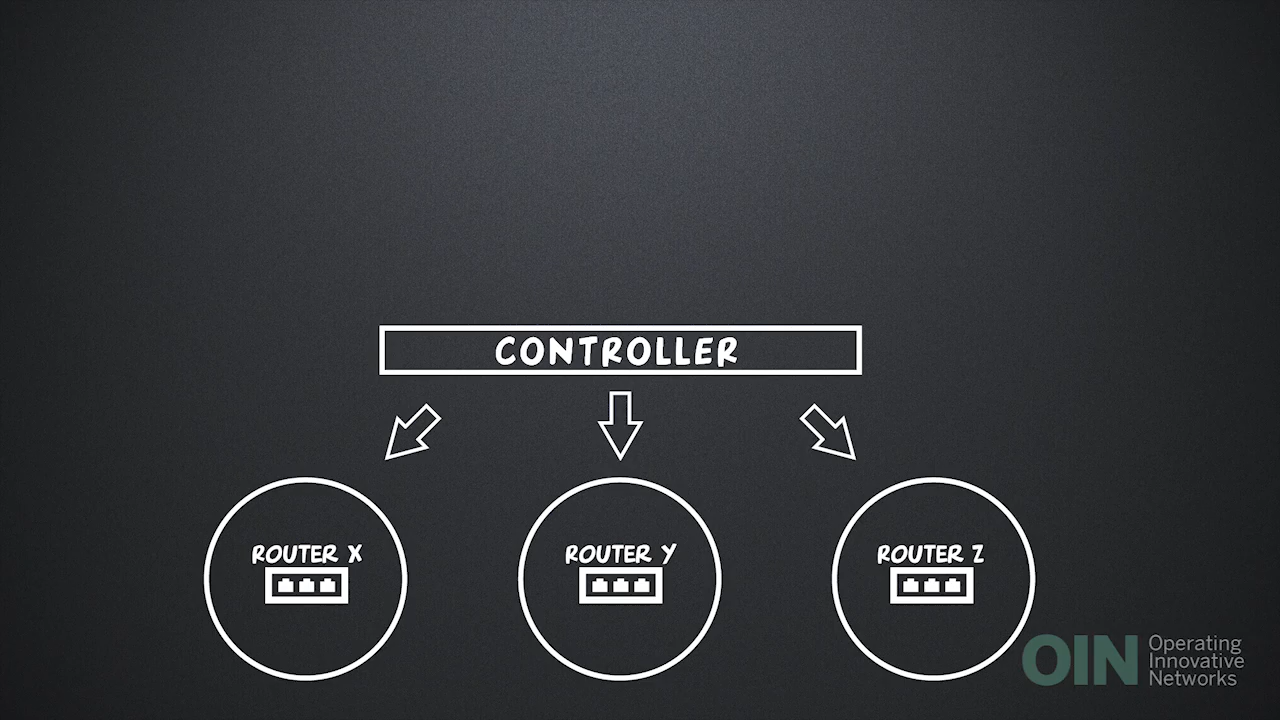 CONTROLLER
ROUTER X
ROUTER Y
ROUTER Z
OIN
Operating
Innovative
Networks